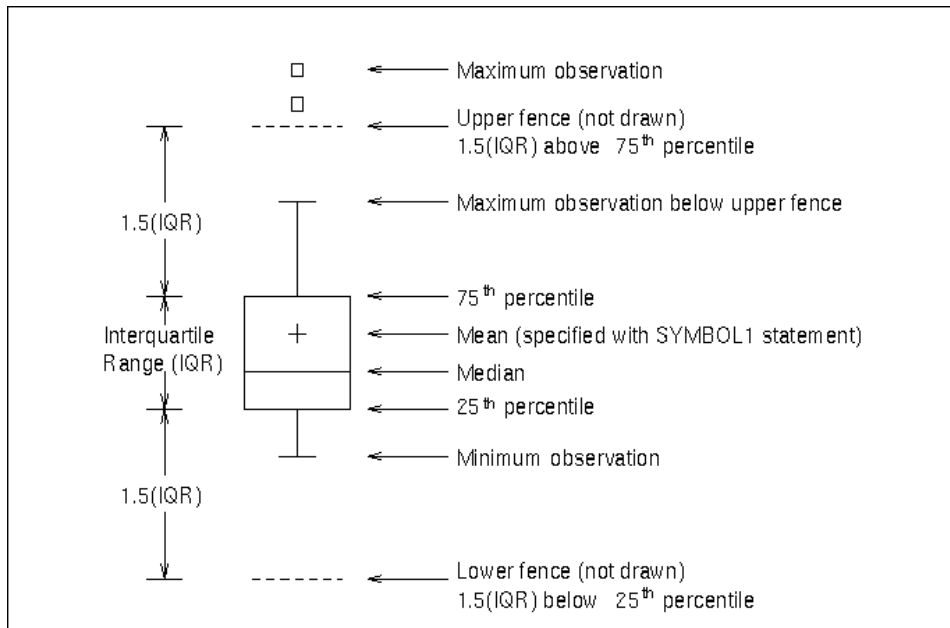 Maximum observation
Upper fence (not drawn)
1.5(IQR) above 75th percentile
Maximum observation below upper fence
1.5(IQR)
75th percentile
Interquartile
Range (IQR)
Mean (specified with SYMBOL1 statement)
Median
25th percentile
Minimum observation
1.5(IQR)
Lower fence (not drawn)
1.5(IQR) below 25th percentile